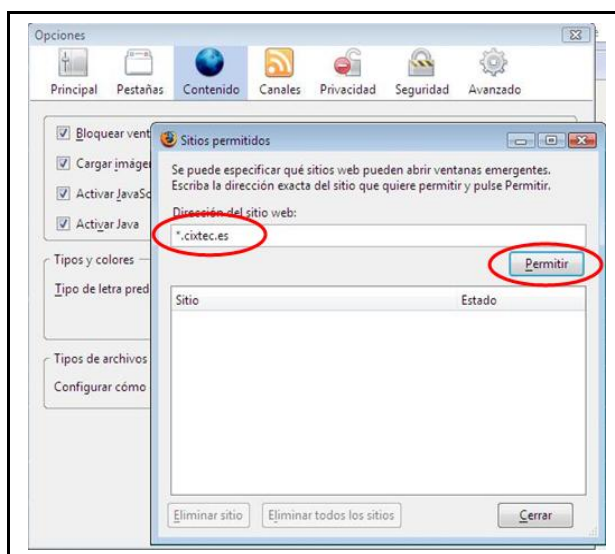 Opciones
Principal Pestañas Contenido Canales Privacidad Seguridad Avanzado
Bloquear vent
Cargar imáge
Activar JavaSc
Activar Java
Tipos y colores
Tipo de letra pred
Tipos de archivos
Configurar cómo
Sitios permitidos
Se puede especificar qué sitios web pueden abrir ventanas emergentes.
Escriba la dirección exacta del sitio que quiere permitir y pulse Permitir.
Dirección del sitio web:
*.cixtec.es
Permitir
Sitio Estado
Eliminar sitio Eliminar todos los sitios Cerrar